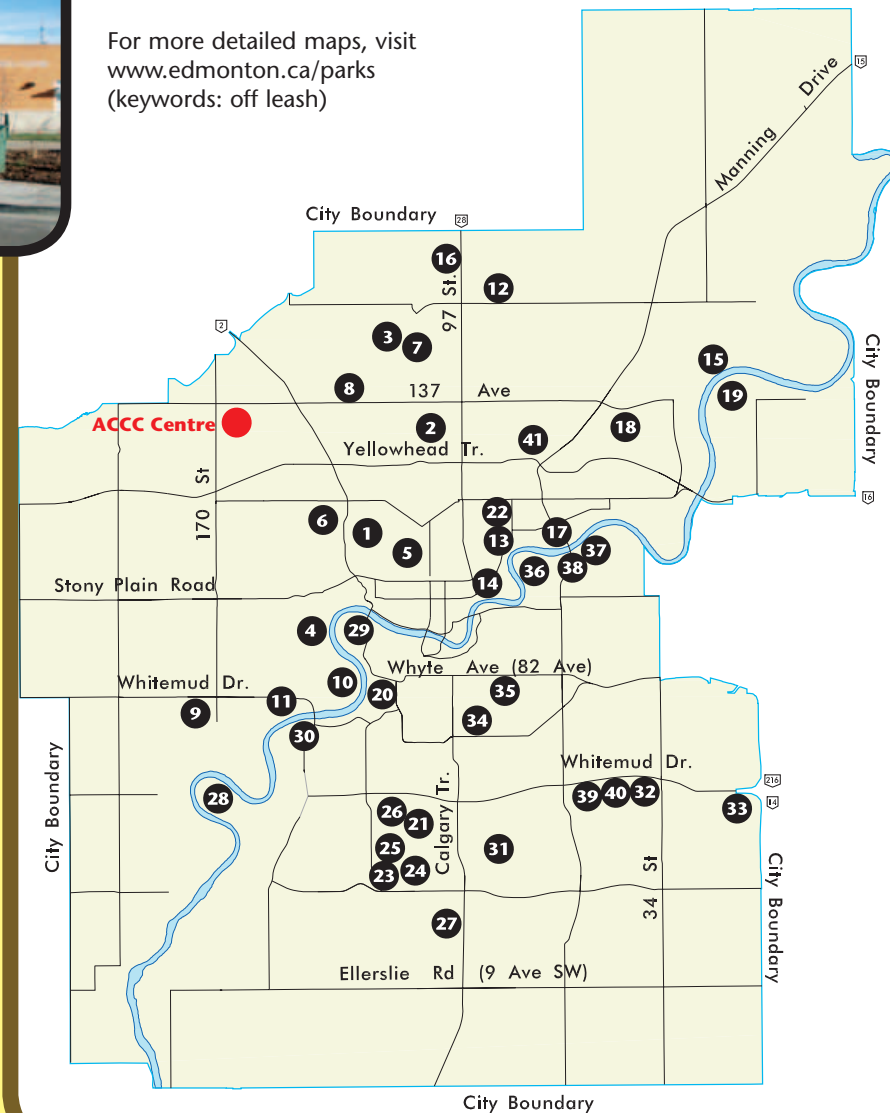 For more detailed maps, visit
www.edmonton.ca/parks
(keywords: off leash)
15
Manning Drive
City Boundary
28
16
12
97 St.
2
3
7
15
City Boundary
8
137 Ave
19
ACCC Centre
2
18
41
Yellowhead Tr.
170 St
16
22
6
1
13
17
5
37
36
38
14
Stony Plain Road
4
29
Whyte Ave (82 Ave)
Whitemud Dr.
10
20
35
11
9
34
30
City Boundary
Whitemud Dr.
216
14
28
39
40
32
33
26
21
Calgary Tr.
25
31
23
24
34 St
City Boundary
27
Ellerslie Rd (9 Ave SW)
City Boundary